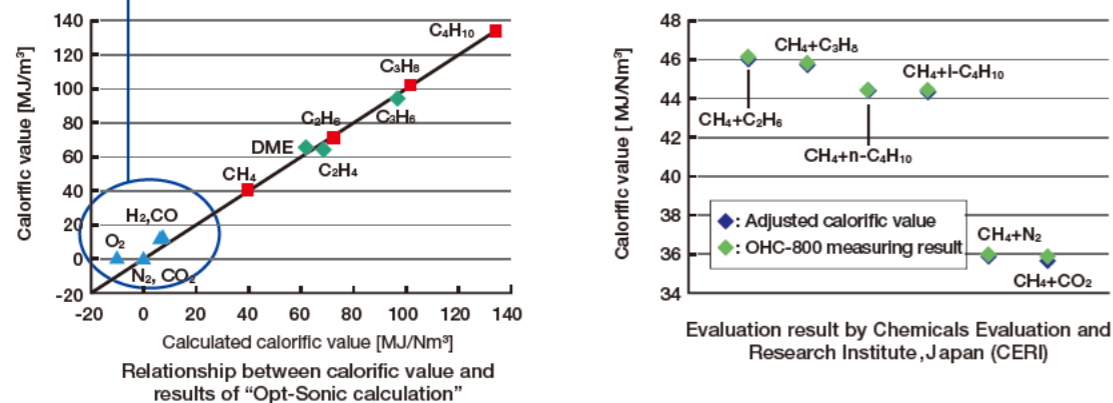 Calorific value [MJ/m³]
140
120
100
80
60
40
20
0
-20
C₄H₁₀
C₃H₈
C₃H₆
C₂H₆
DME
C₂H₄
CH₄
H₂,CO
O₂
N₂, CO₂
-20 0 20 40 60 80 100 120 140
Calculated calorific value [MJ/Nm³]
Relationship between calorific value and
results of “Opt-Sonic calculation”
Calorific value [ MJ/Nm³]
48
46
44
42
40
38
36
34
CH₄+C₃H₈
CH₄+i-C₄H₁₀
CH₄+C₂H₆
CH₄+n-C₄H₁₀
: Adjusted calorific value
: OHC-800 measuring result
CH₄+N₂
CH₄+CO₂
Evaluation result by Chemicals Evaluation and
Research Institute,Japan (CERI)